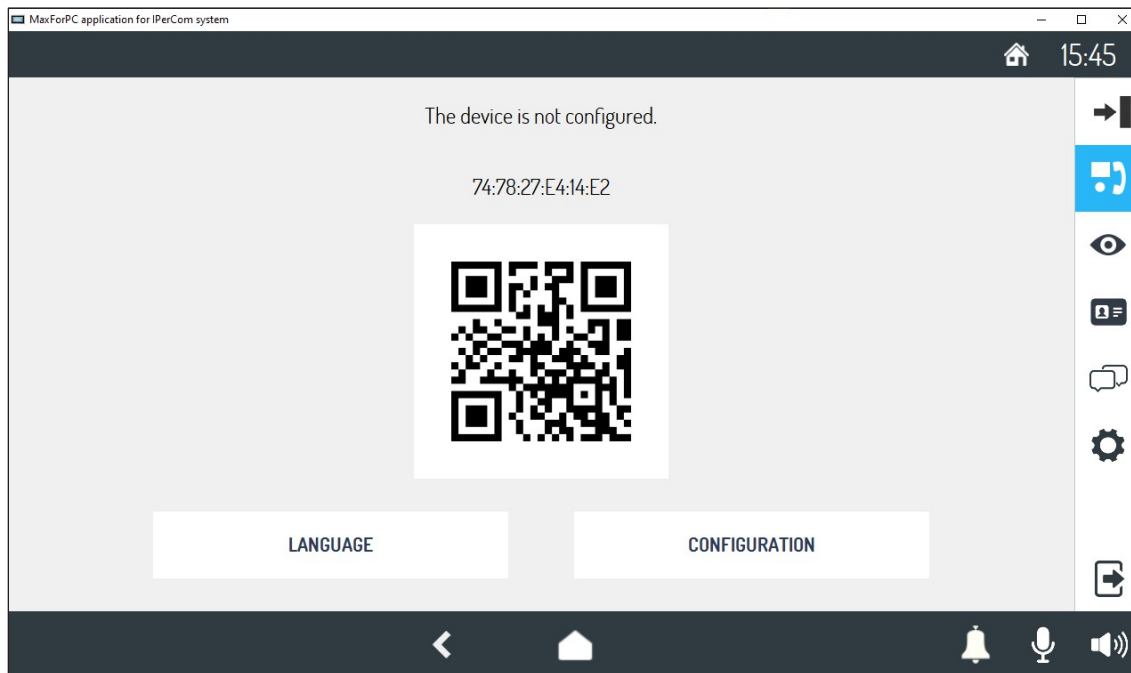 MaxForPC application for IPerCom system
15:45
The device is not configured.
74:78:27:E4:14:E2
LANGUAGE
CONFIGURATION